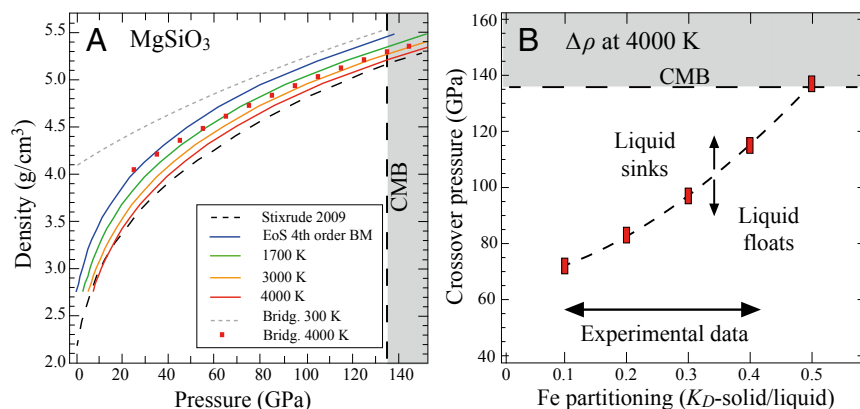 A MgSiO₃
Density (g/cm³)
5.5
5.0
4.5
4.0
3.5
3.0
2.5
2.0
CMB
Stixrude 2009
EoS 4th order BM
1700 K
3000 K
4000 K
Bridg. 300 K
Bridg. 4000 K
0 20 40 60 80 100 120 140
Pressure (GPa)
B Δρ at 4000 K
Crossover pressure (GPa)
160
140
120
100
80
60
40
CMB
Liquid
sinks
Liquid
floats
Experimental data
0 0.1 0.2 0.3 0.4 0.5
Fe partitioning (K_D-solid/liquid)